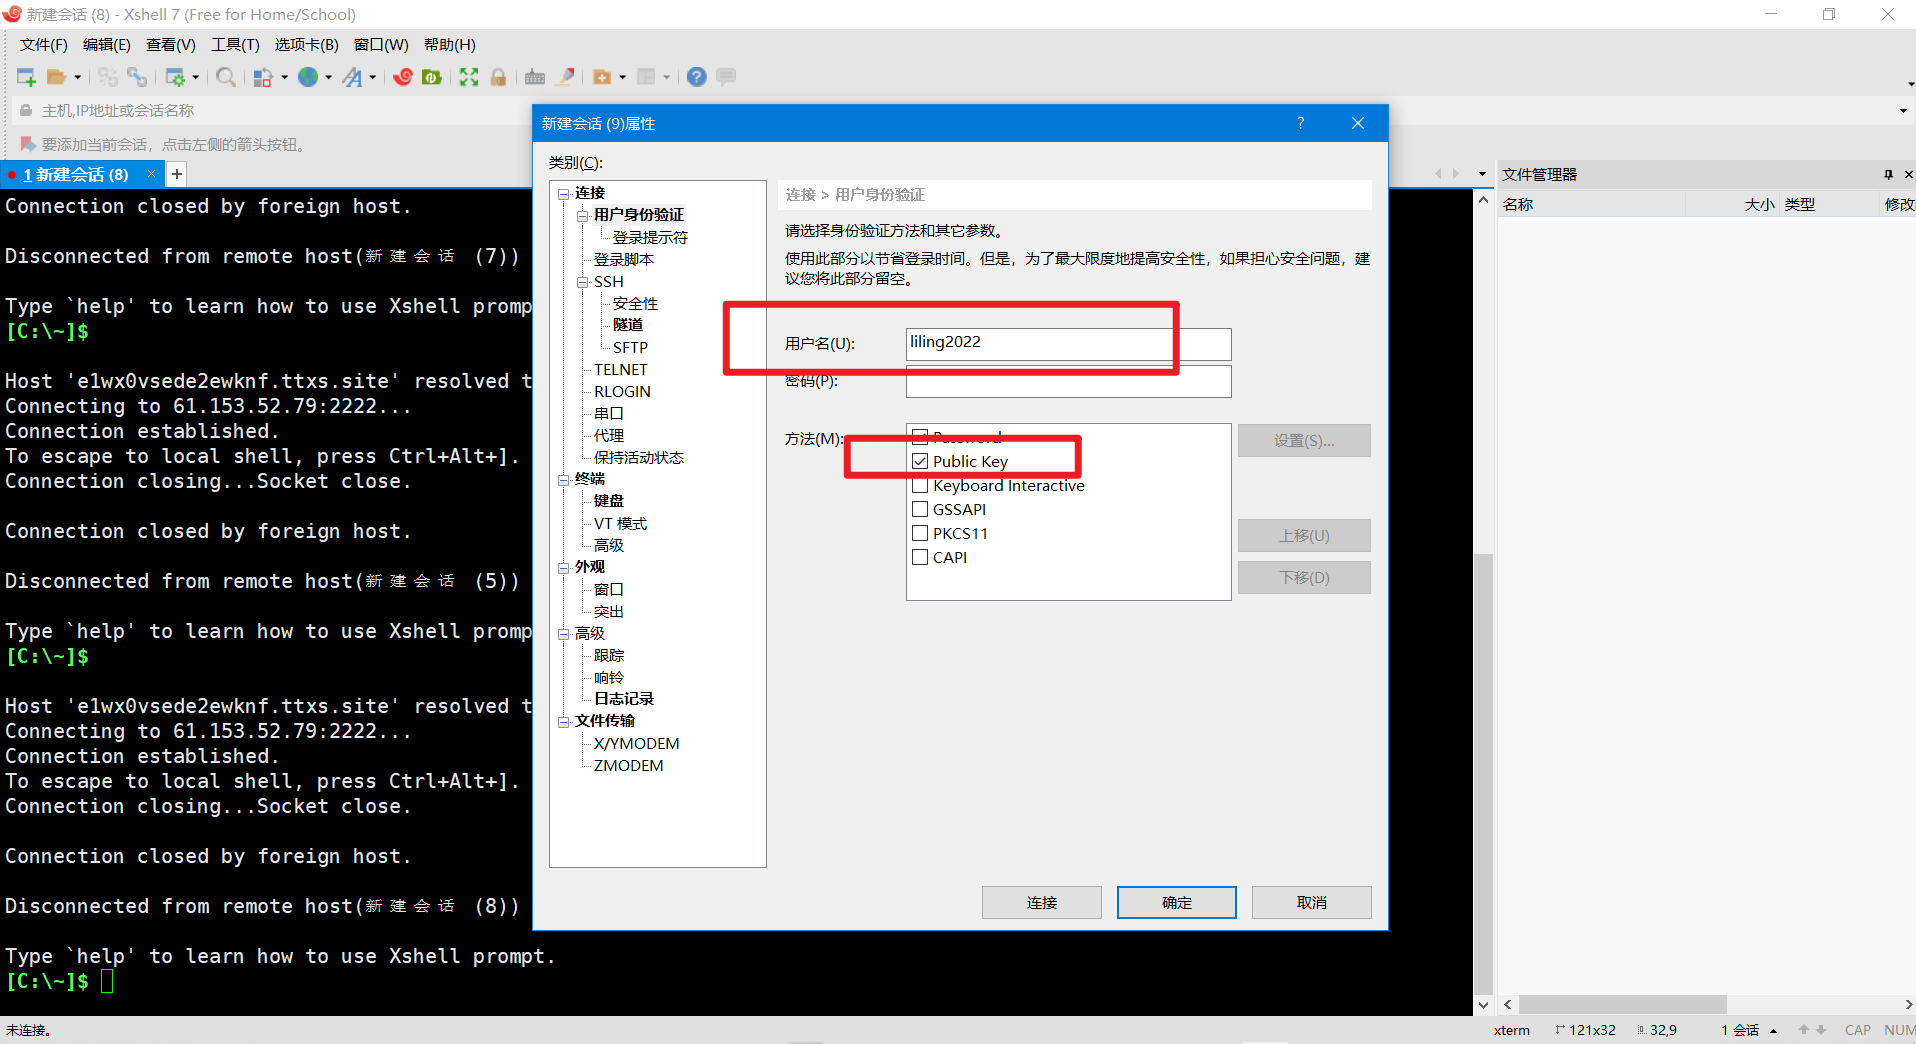 新建会话 (8) - Xshell 7 (Free for Home/School)
文件(F) 编辑(E) 查看(V) 工具(T) 选项卡(B) 窗口(W) 帮助(H)
主机,IP地址或会话名称
要添加当前会话，点击左侧的箭头按钮。
1 新建会话 (8)
Connection closed by foreign host.
Disconnected from remote host(新建会话 (7))
Type `help' to learn how to use Xshell promp
[C:\~]$
Host 'e1wx0vsede2ewknf.ttxs.site' resolved t
Connecting to 61.153.52.79:2222...
Connection established.
To escape to local shell, press Ctrl+Alt+].
Connection closing...Socket close.
Connection closed by foreign host.
Disconnected from remote host(新建会话 (5))
Type `help' to learn how to use Xshell promp
[C:\~]$
Host 'e1wx0vsede2ewknf.ttxs.site' resolved t
Connecting to 61.153.52.79:2222...
Connection established.
To escape to local shell, press Ctrl+Alt+].
Connection closing...Socket close.
Connection closed by foreign host.
Disconnected from remote host(新建会话 (8))
Type `help' to learn how to use Xshell prompt.
[C:\~]$
新建会话 (9)属性
类别(C):
连接
用户身份验证
登录提示符
登录脚本
SSH
安全性
隧道
SFTP
TELNET
RLOGIN
串口
代理
保持活动状态
终端
键盘
VT 模式
高级
外观
窗口
突出
高级
跟踪
响铃
日志记录
文件传输
X/YMODEM
ZMODEM
连接 > 用户身份验证
请选择身份验证方法和其它参数。
使用此部分以节省登录时间。但是，为了最大限度地提高安全性，如果担心安全问题，建
议您将此部分留空。
用户名(U): liling2022
密码(P):
方法(M): Password
Public Key
Keyboard Interactive
GSSAPI
PKCS11
CAPI
设置(S)...
上移(U)
下移(D)
连接 确定 取消
文件管理器
名称 大小 类型 修改
未连接。
xterm 121x32 32,9 1 会话 CAP NUM